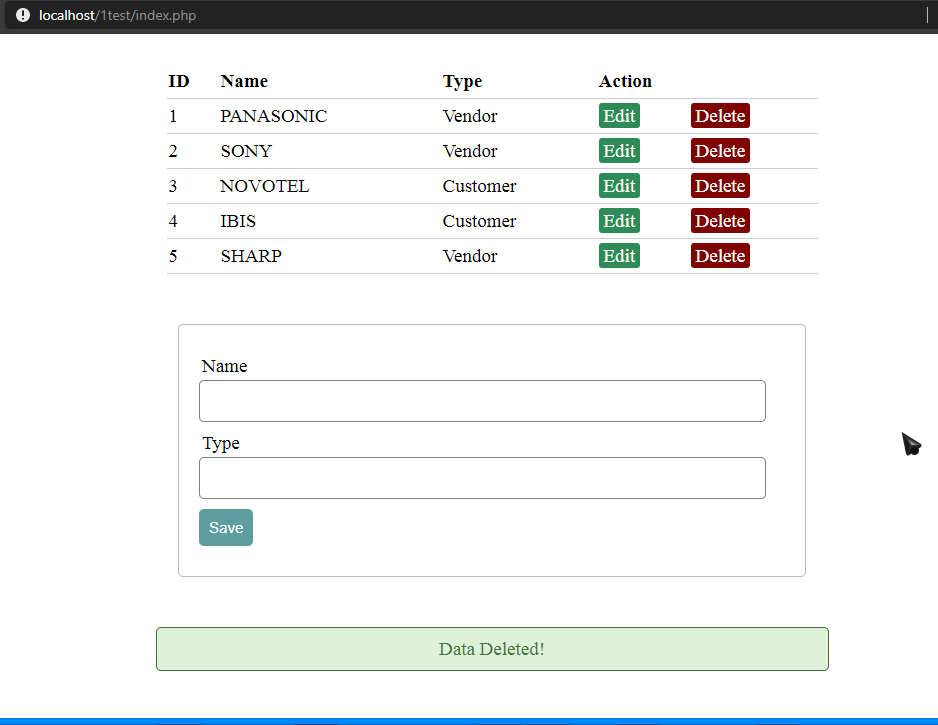 localhost/1test/index.php
ID Name Type Action
1 PANASONIC Vendor Edit Delete
2 SONY Vendor Edit Delete
3 NOVOTEL Customer Edit Delete
4 IBIS Customer Edit Delete
5 SHARP Vendor Edit Delete
Name
Type
Save
Data Deleted!